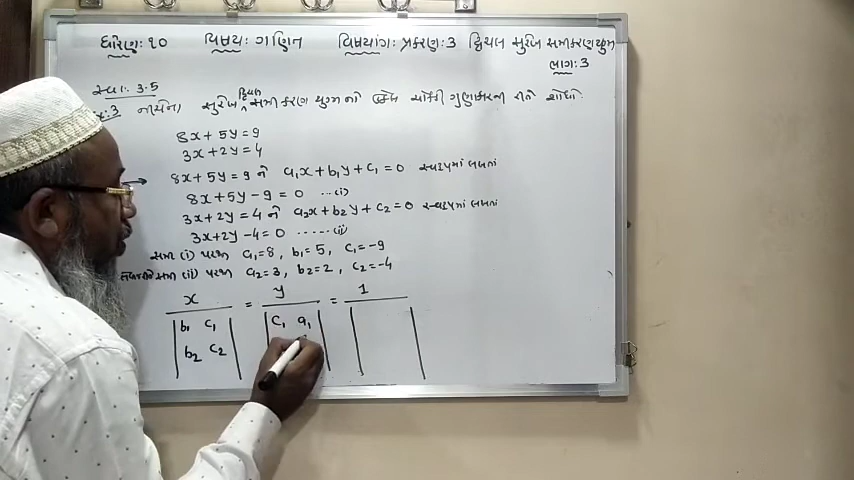 ધોરણ: ૧૦ વિષય: ગણિત વિષયાંગ: પ્રકરણ: 3 દ્વિચલ સુરેખ સમીકરણયુગ્મ
ભાગ: 3
સ્વા: 3.5
પ્ર: 3 નીચેના સુરેખ દ્વિચલ સમીકરણ યુગ્મનો ઉકેલ ચોકડી ગુણાકારની રીતે શોધો.
8x + 5y = 9
3x + 2y = 4
8x + 5y = 9 ને a₁x + b₁y + c₁ = 0 સ્વરૂપમાં લખતાં
8x + 5y - 9 = 0 ...(i)
3x + 2y = 4 ને a₂x + b₂y + c₂ = 0 સ્વરૂપમાં લખતાં
3x + 2y - 4 = 0 ......(ii)
સમી (i) પરથી a₁=8, b₁=5, c₁=-9
સમી (ii) પરથી a₂=3, b₂=2, c₂=-4
x = y = 1
b₁ c₁ c₁ a₁
b₂ c₂